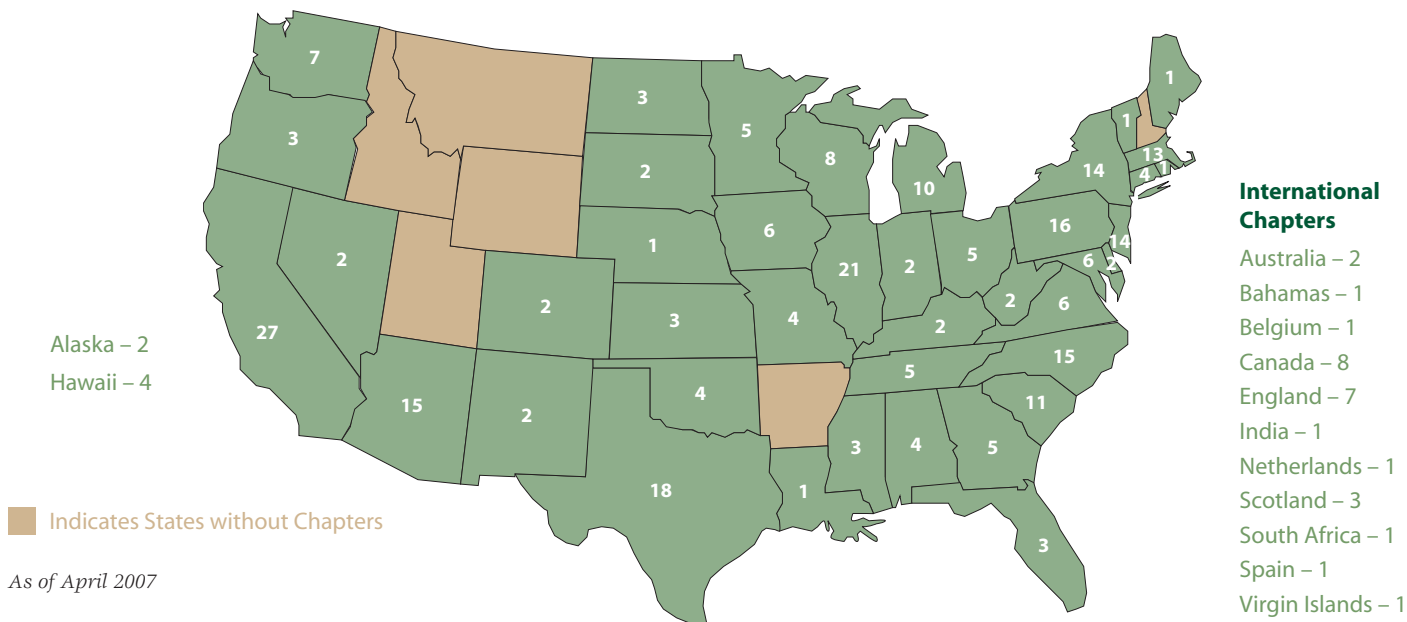 7
3
3
5
1
1
2
8
13
14
4
1
10
2
1
6
16
14
5
6
2
21
2
2
6
27
2
3
4
2
15
5
15
2
4
11
3
4
5
18
1
3
Alaska – 2
Hawaii – 4
Indicates States without Chapters
As of April 2007
International
Chapters
Australia – 2
Bahamas – 1
Belgium – 1
Canada – 8
England – 7
India – 1
Netherlands – 1
Scotland – 3
South Africa – 1
Spain – 1
Virgin Islands – 1